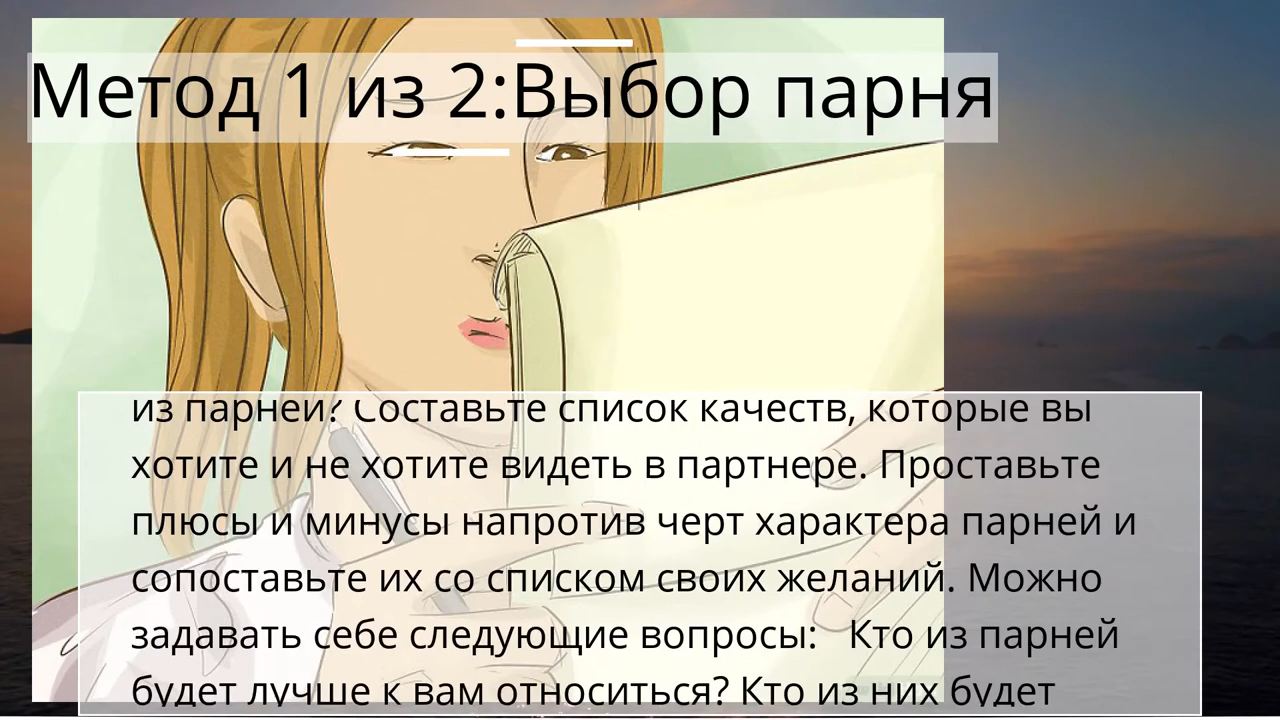 Метод 1 из 2:Выбор парня
из парней? Составьте список качеств, которые вы
хотите и не хотите видеть в партнере. Проставьте
плюсы и минусы напротив черт характера парней и
сопоставьте их со списком своих желаний. Можно
задавать себе следующие вопросы:   Кто из парней
будет лучше к вам относиться? Кто из них будет